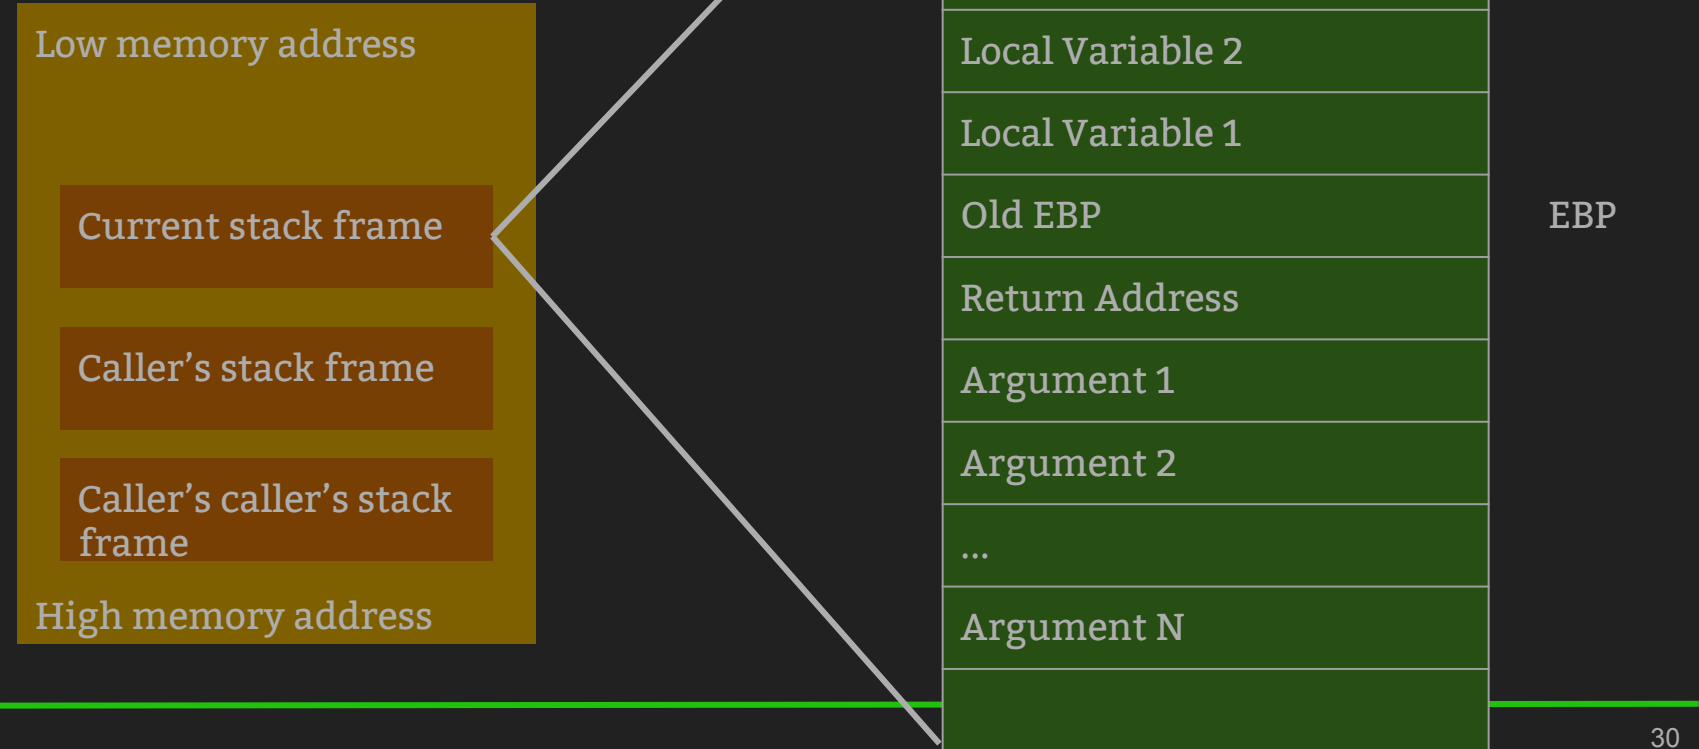 Low memory address
Current stack frame
Caller’s stack frame
Caller’s caller’s stack
frame
High memory address
Local Variable 2
Local Variable 1
Old EBP
Return Address
Argument 1
Argument 2
...
Argument N
EBP
30